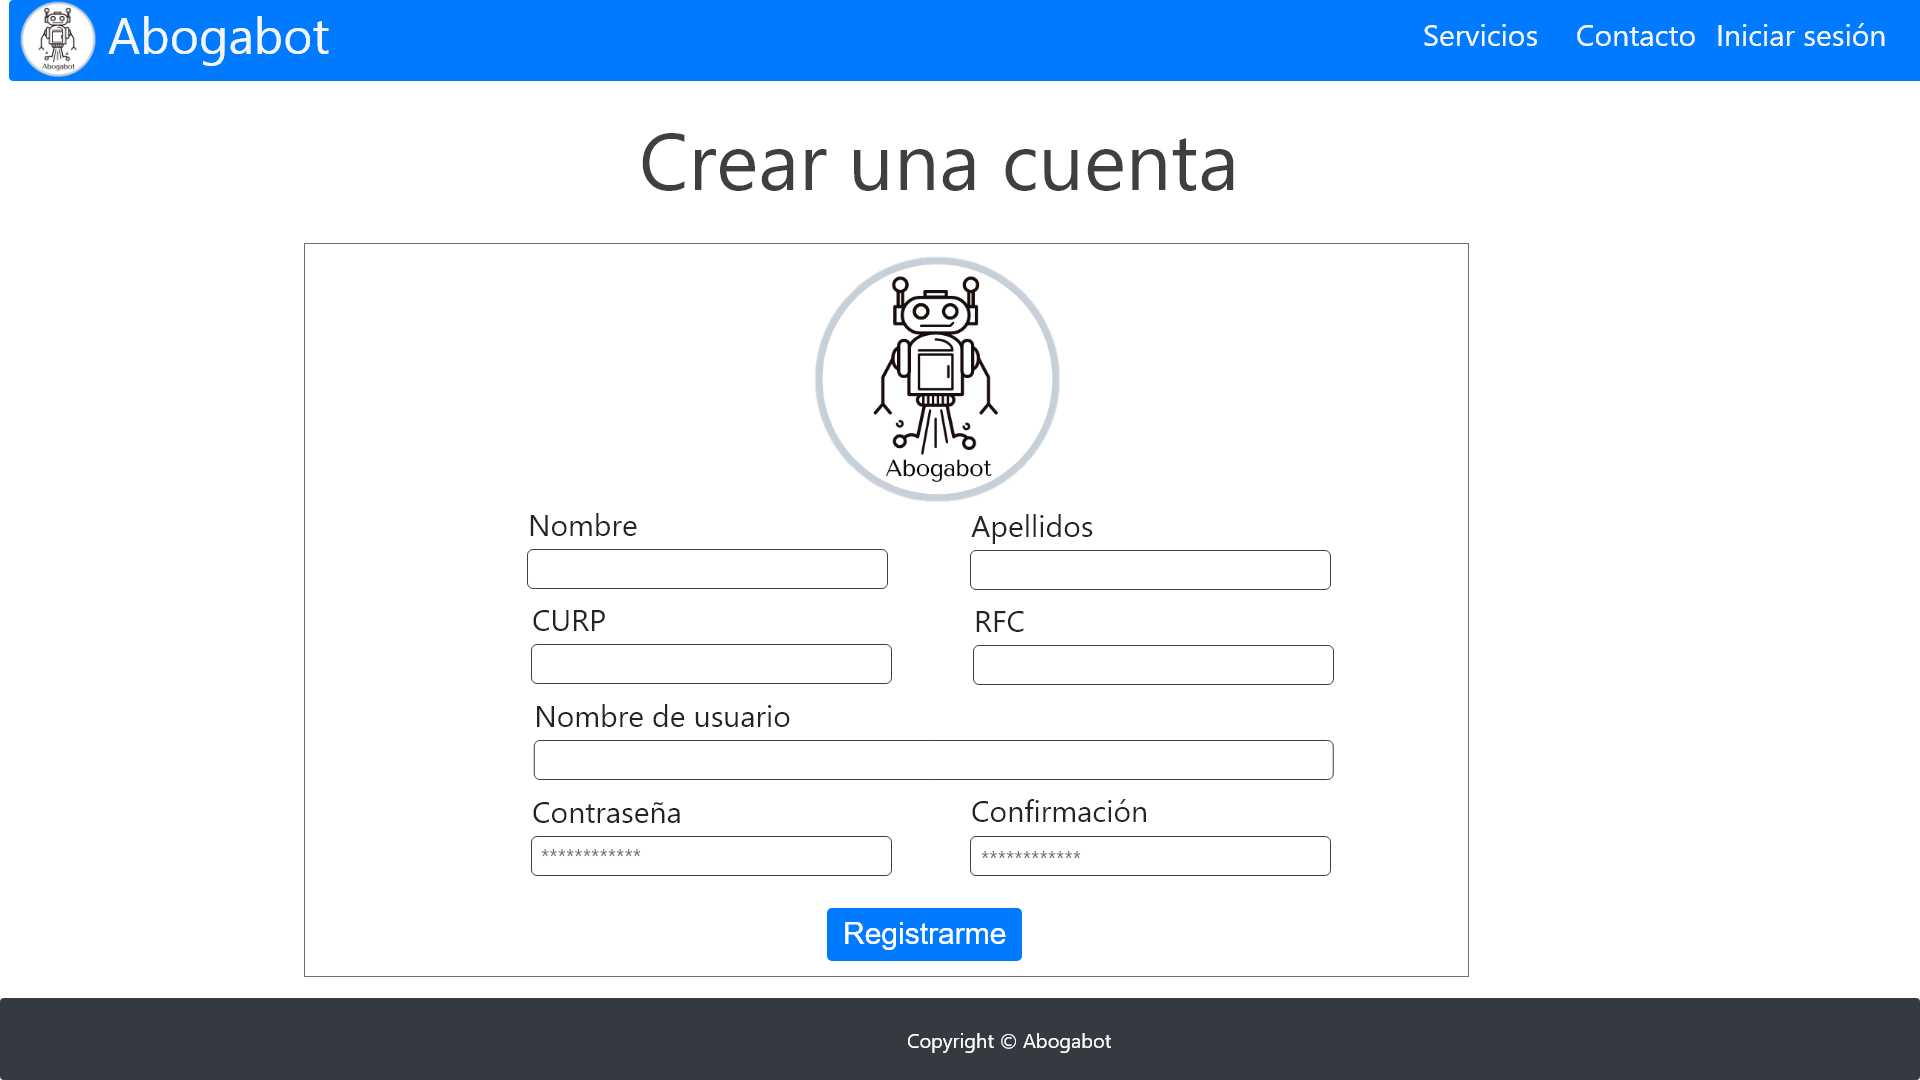 Abogabot
Abogabot
Servicios Contacto Iniciar sesión
Crear una cuenta
Abogabot
Nombre Apellidos
CURP RFC
Nombre de usuario
Contraseña Confirmación
************ ************
Registrarme
Copyright © Abogabot